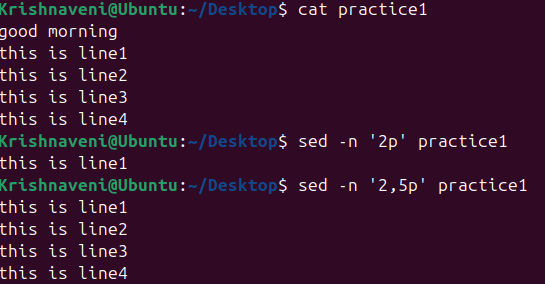 Krishnaveni@Ubuntu:~/Desktop$ cat practice1
good morning
this is line1
this is line2
this is line3
this is line4
Krishnaveni@Ubuntu:~/Desktop$ sed -n '2p' practice1
this is line1
Krishnaveni@Ubuntu:~/Desktop$ sed -n '2,5p' practice1
this is line1
this is line2
this is line3
this is line4